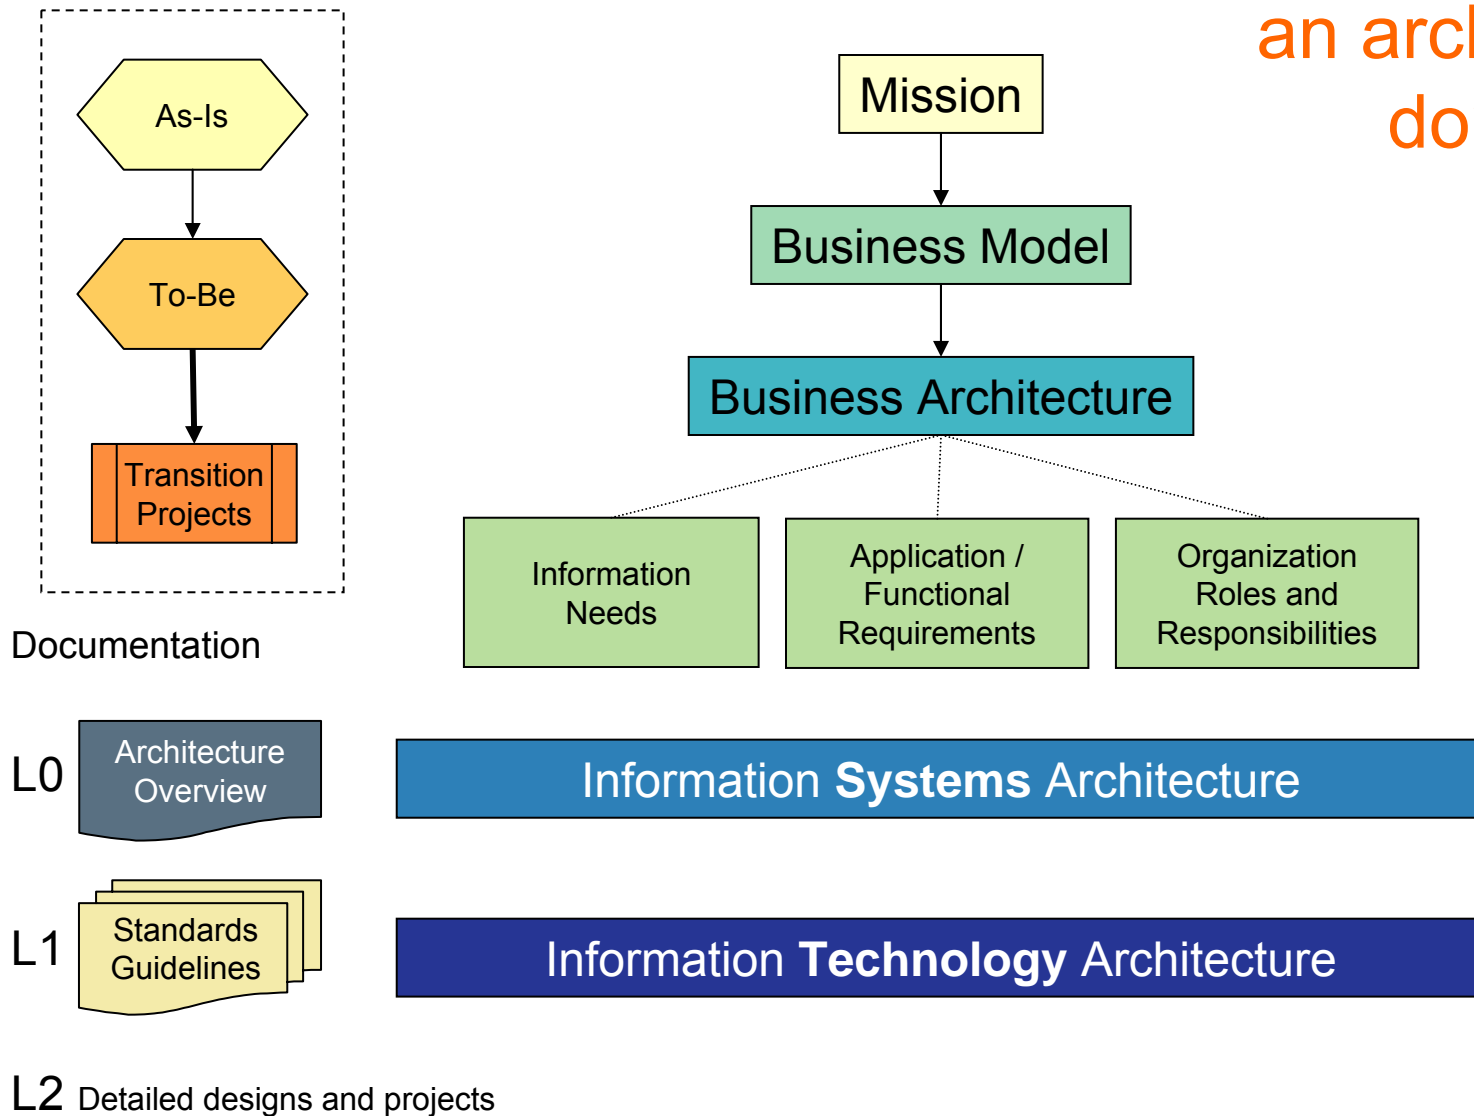 an arc
do
As-Is
To-Be
Transition
Projects
Mission
Business Model
Business Architecture
Information
Needs
Application /
Functional
Requirements
Organization
Roles and
Responsibilities
Documentation
L0 Architecture
Overview
Information Systems Architecture
L1 Standards
Guidelines
Information Technology Architecture
L2 Detailed designs and projects